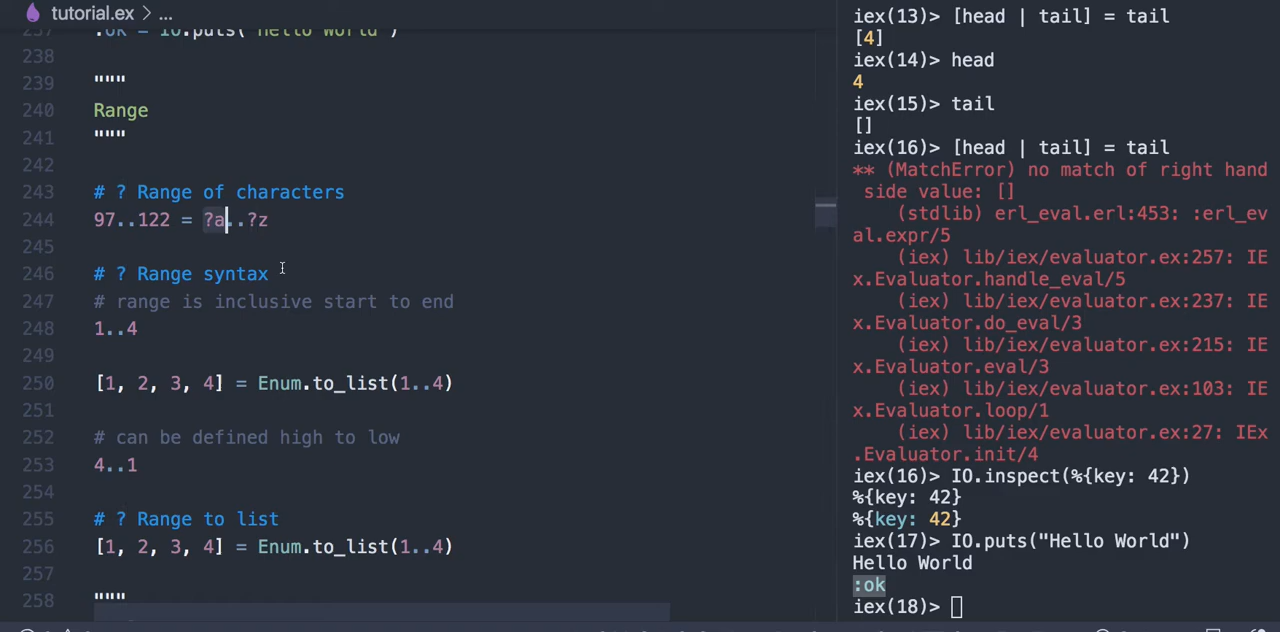 tutorial.ex > ...
237 :ok = IO.puts("Hello World")
238
239 """
240 Range
241 """
242
243 # ? Range of characters
244 97..122 = ?a..?z
245
246 # ? Range syntax
247 # range is inclusive start to end
248 1..4
249
250 [1, 2, 3, 4] = Enum.to_list(1..4)
251
252 # can be defined high to low
253 4..1
254
255 # ? Range to list
256 [1, 2, 3, 4] = Enum.to_list(1..4)
257
258 """
iex(13)> [head | tail] = tail
[4]
iex(14)> head
4
iex(15)> tail
[]
iex(16)> [head | tail] = tail
** (MatchError) no match of right hand
side value: []
(stdlib) erl_eval.erl:453: :erl_ev
al.expr/5
(iex) lib/iex/evaluator.ex:257: IE
x.Evaluator.handle_eval/5
(iex) lib/iex/evaluator.ex:237: IE
x.Evaluator.do_eval/3
(iex) lib/iex/evaluator.ex:215: IE
x.Evaluator.eval/3
(iex) lib/iex/evaluator.ex:103: IE
x.Evaluator.loop/1
(iex) lib/iex/evaluator.ex:27: IEx
.Evaluator.init/4
iex(16)> IO.inspect(%{key: 42})
%{key: 42}
%{key: 42}
iex(17)> IO.puts("Hello World")
Hello World
:ok
iex(18)>